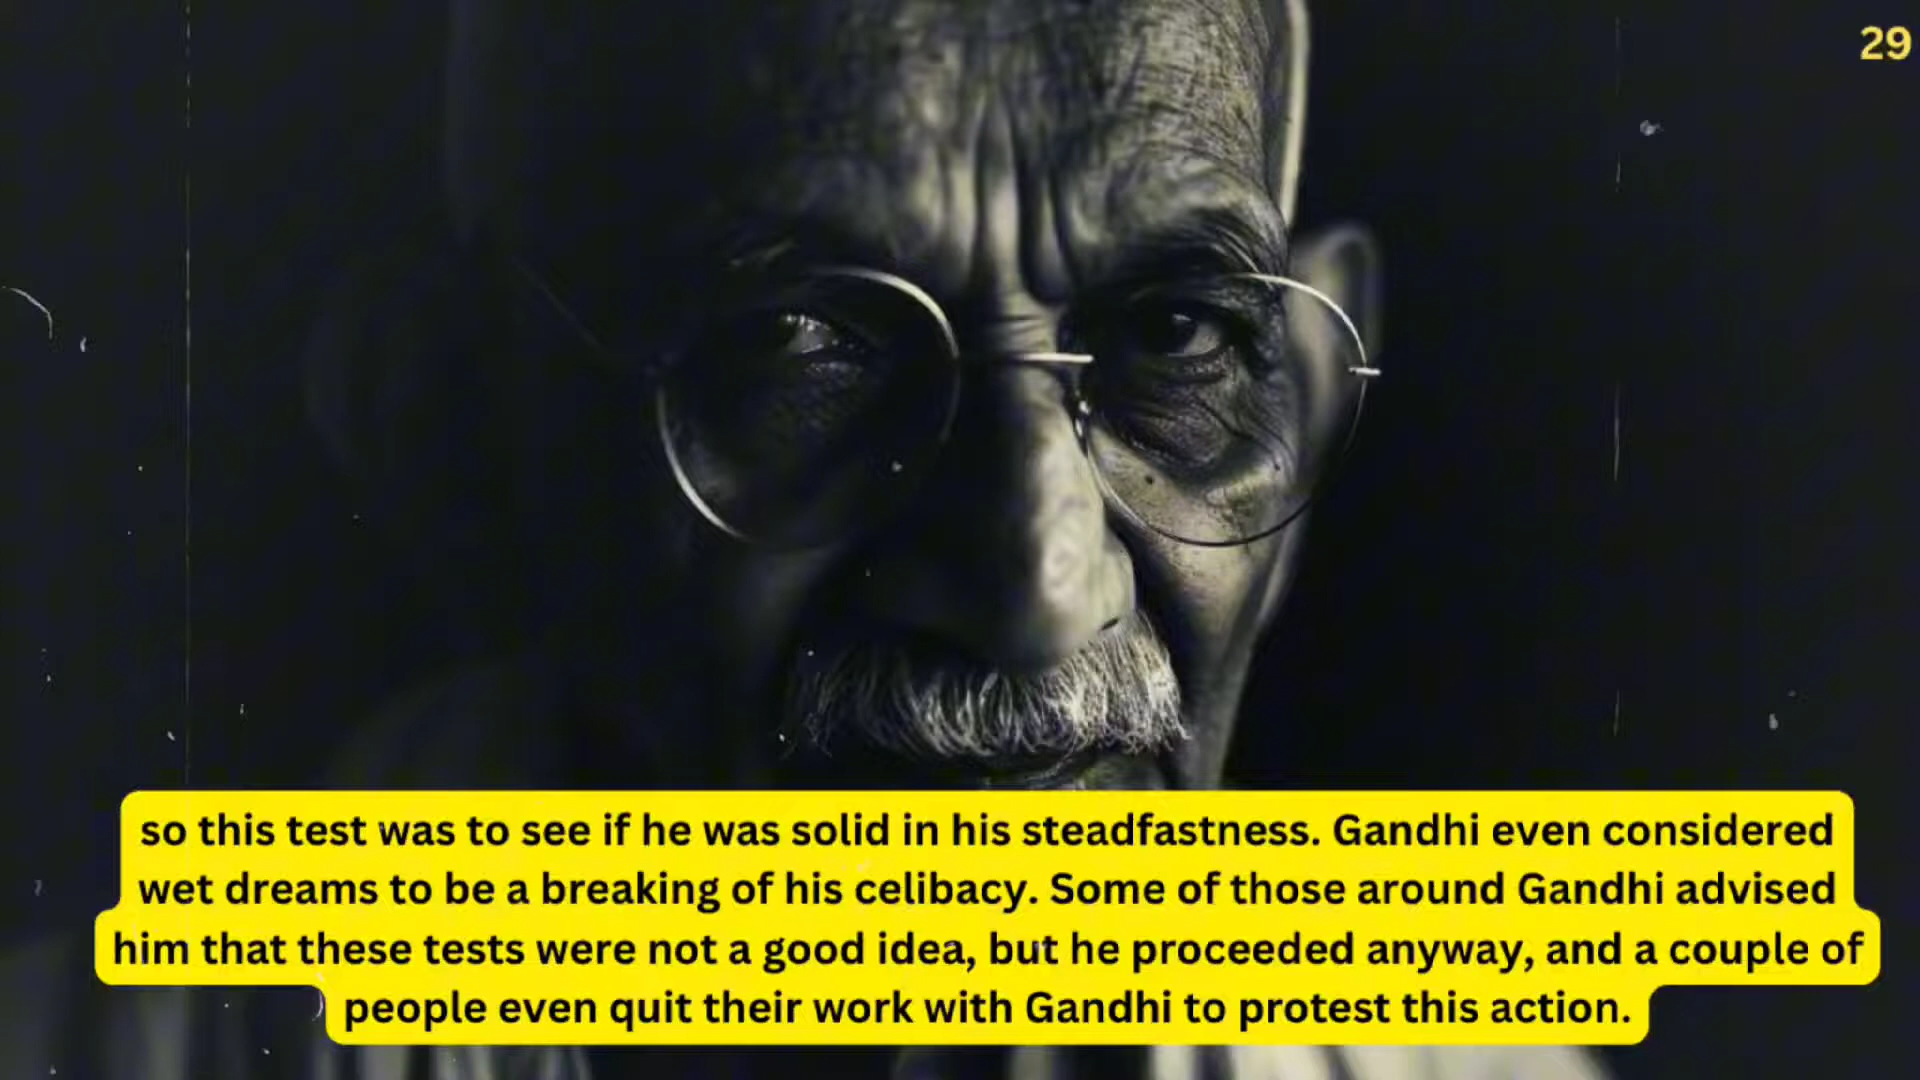 29
so this test was to see if he was solid in his steadfastness. Gandhi even considered
wet dreams to be a breaking of his celibacy. Some of those around Gandhi advised
him that these tests were not a good idea, but he proceeded anyway, and a couple of
people even quit their work with Gandhi to protest this action.